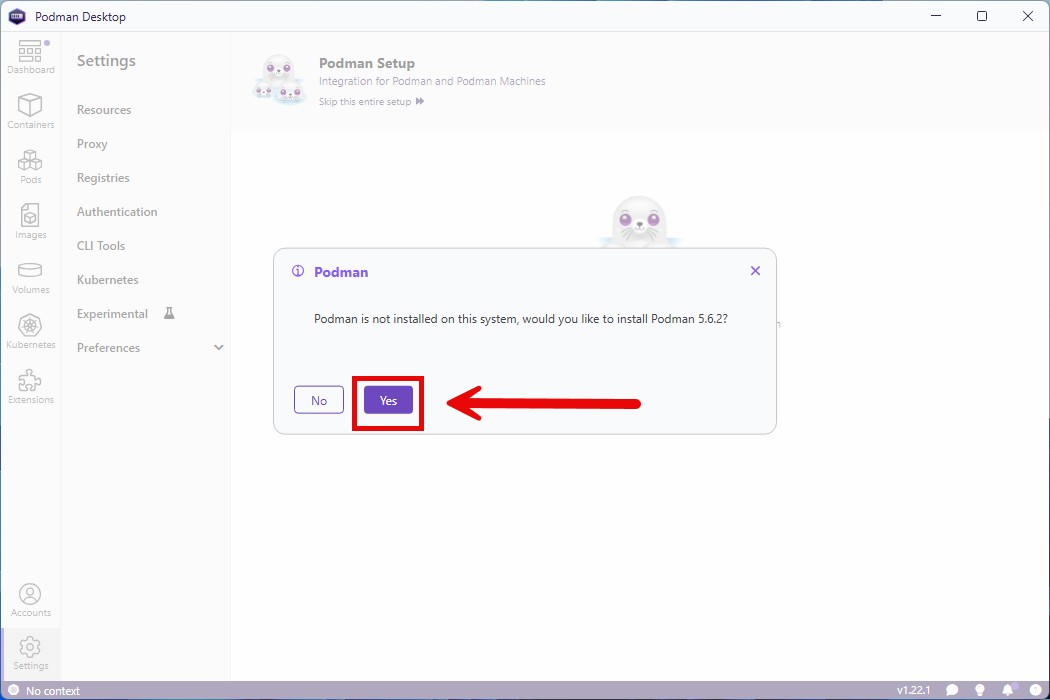 Podman Desktop
Dashboard
Containers
Pods
Images
Volumes
Kubernetes
Extensions
Accounts
Settings
Settings
Resources
Proxy
Registries
Authentication
CLI Tools
Kubernetes
Experimental
Preferences
Podman Setup
Integration for Podman and Podman Machines
Skip this entire setup
Podman
Podman is not installed on this system, would you like to install Podman 5.6.2?
No
Yes
No context
v1.22.1